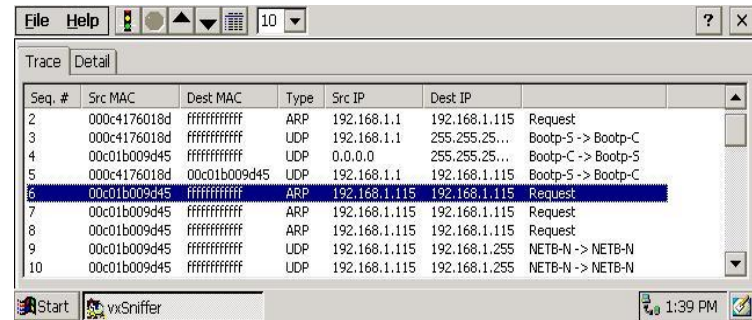 File Help 10 ? X
Trace Detail
Seq. # Src MAC Dest MAC Type Src IP Dest IP
2 000c4176018d ffffffffffff ARP 192.168.1.1 192.168.1.115 Request
3 000c4176018d ffffffffffff UDP 192.168.1.1 255.255.25... Bootp-S -> Bootp-C
4 00c01b009d45 ffffffffffff UDP 0.0.0.0 255.255.25... Bootp-C -> Bootp-S
5 000c4176018d 00c01b009d45 UDP 192.168.1.1 192.168.1.115 Bootp-S -> Bootp-C
6 00c01b009d45 ffffffffffff ARP 192.168.1.115 192.168.1.115 Request
7 00c01b009d45 ffffffffffff ARP 192.168.1.115 192.168.1.115 Request
8 00c01b009d45 ffffffffffff ARP 192.168.1.115 192.168.1.115 Request
9 00c01b009d45 ffffffffffff UDP 192.168.1.115 192.168.1.255 NETB-N -> NETB-N
10 00c01b009d45 ffffffffffff UDP 192.168.1.115 192.168.1.255 NETB-N -> NETB-N
Start vxSniffer 1:39 PM